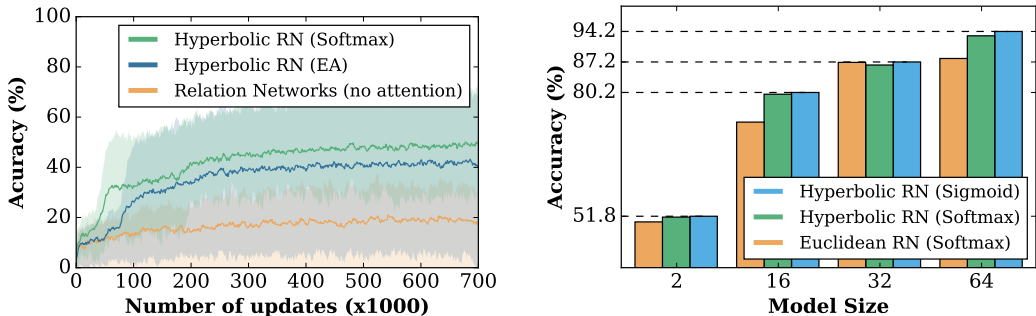 100
80
60
40
20
0
Acuracy (%)
Hyperbolic RN (Softmax)
Hyperbolic RN (EA)
Relation Networks (no attention)
0 100 200 300 400 500 600 700
Number of updates (x1000)
94.2
87.2
80.2
51.8
Accuracy (%)
Hyperbolic RN (Sigmoid)
Hyperbolic RN (Softmax)
Euclidean RN (Softmax)
2 16 32 64
Model Size